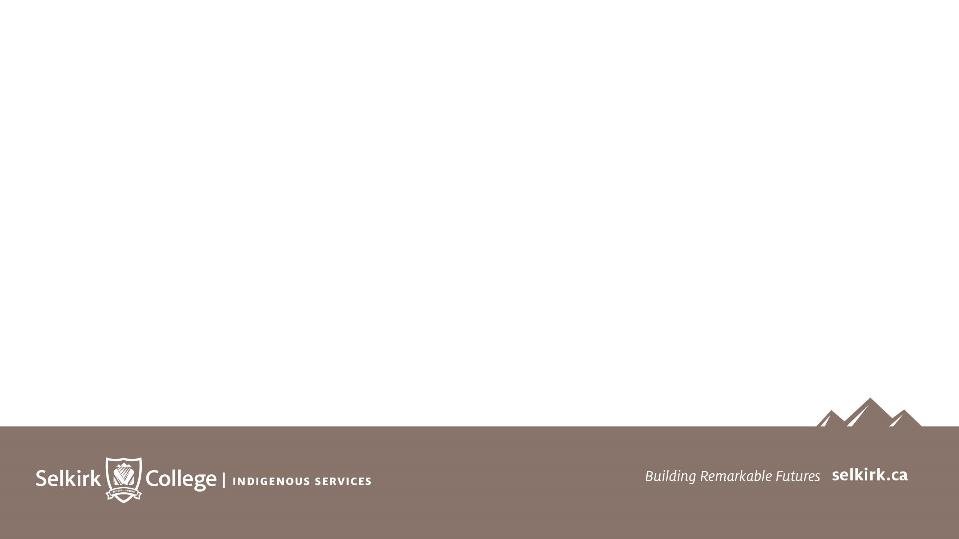 Selkirk College | INDIGENOUS SERVICES
Building Remarkable Futures selkirk.ca